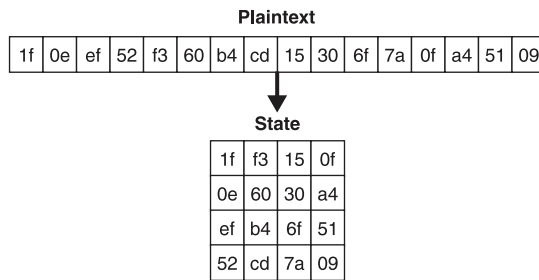 Plaintext
1f 0e ef 52 f3 60 b4 cd 15 30 6f 7a 0f a4 51 09
State
1f f3 15 0f
0e 60 30 a4
ef b4 6f 51
52 cd 7a 09